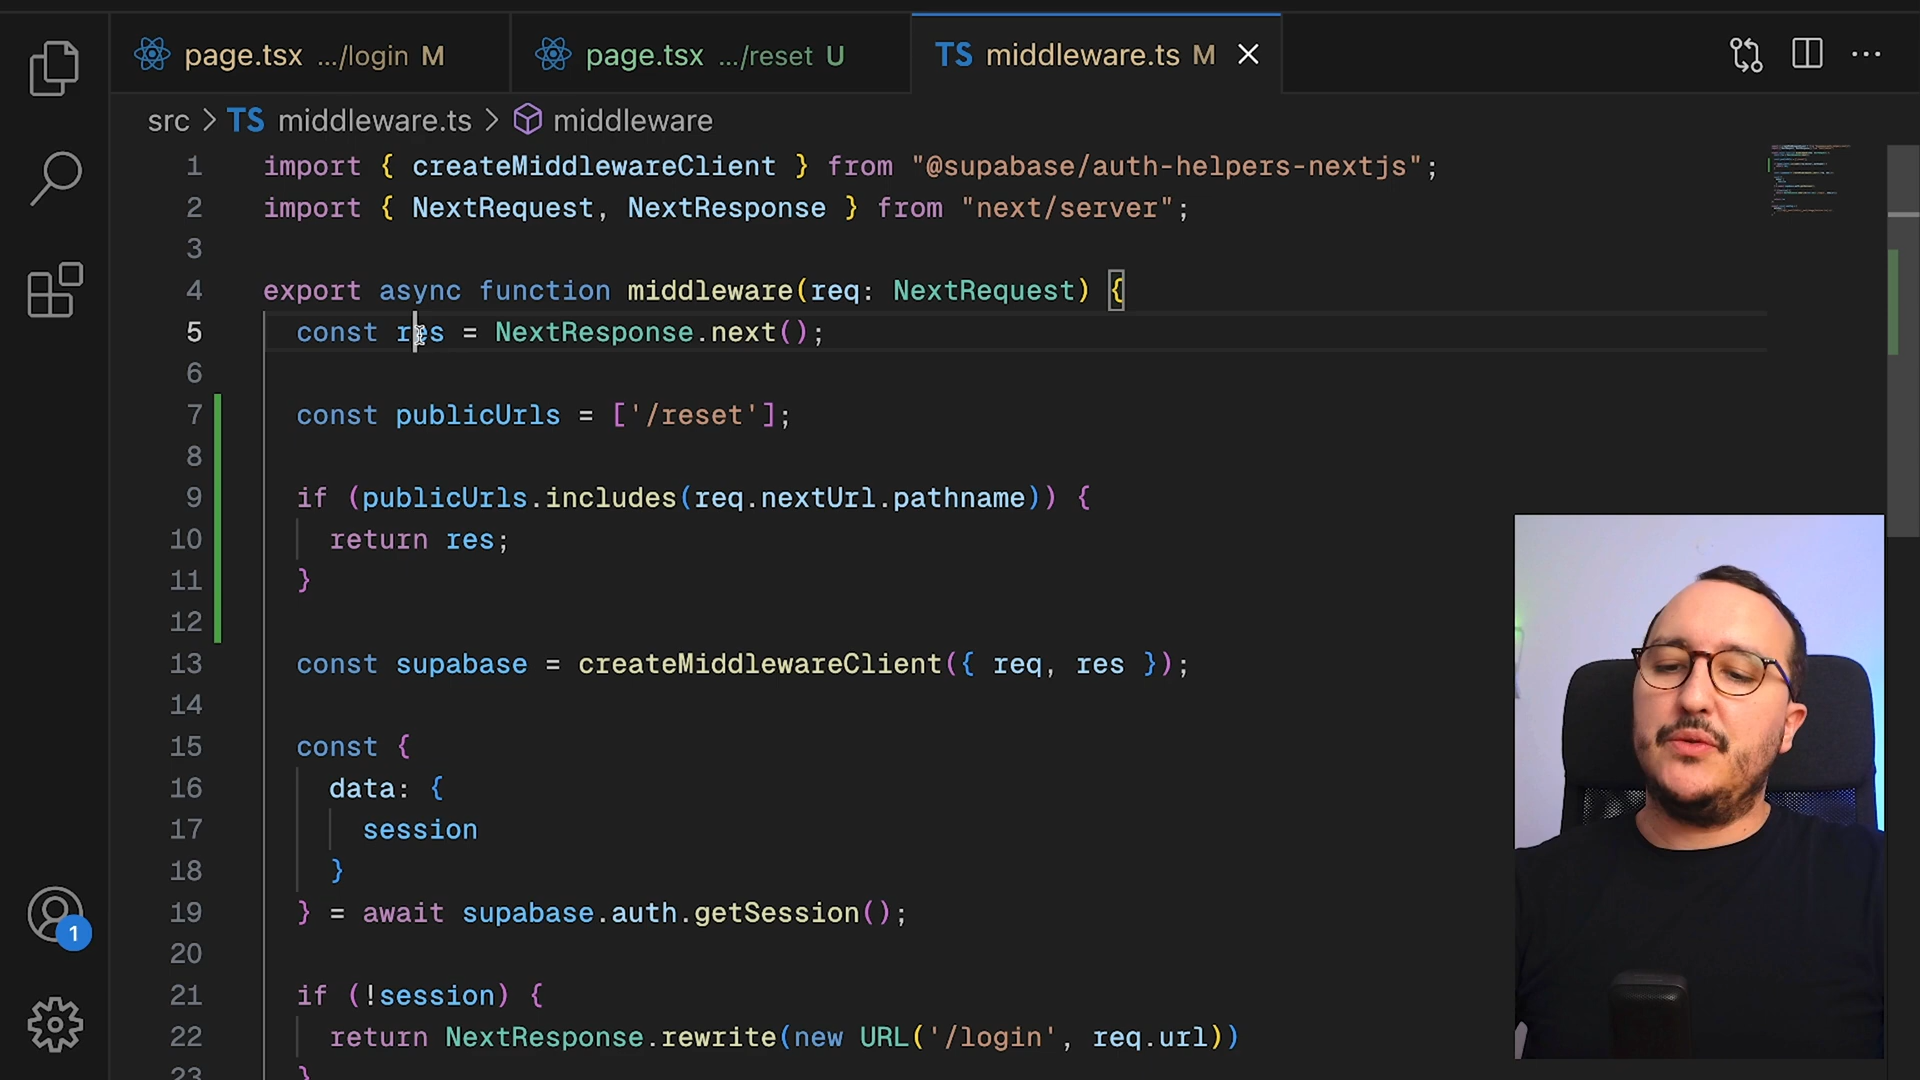 page.tsx .../login M
page.tsx .../reset U
TS middleware.ts M
src > TS middleware.ts > middleware
1 import { createMiddlewareClient } from "@supabase/auth-helpers-nextjs";
2 import { NextRequest, NextResponse } from "next/server";
3
4 export async function middleware(req: NextRequest) {
5 const res = NextResponse.next();
6
7 const publicUrls = ['/reset'];
8
9 if (publicUrls.includes(req.nextUrl.pathname)) {
10 return res;
11 }
12
13 const supabase = createMiddlewareClient({ req, res });
14
15 const {
16 data: {
17 session
18 }
19 } = await supabase.auth.getSession();
20
21 if (!session) {
22 return NextResponse.rewrite(new URL('/login', req.url))
23 }
1